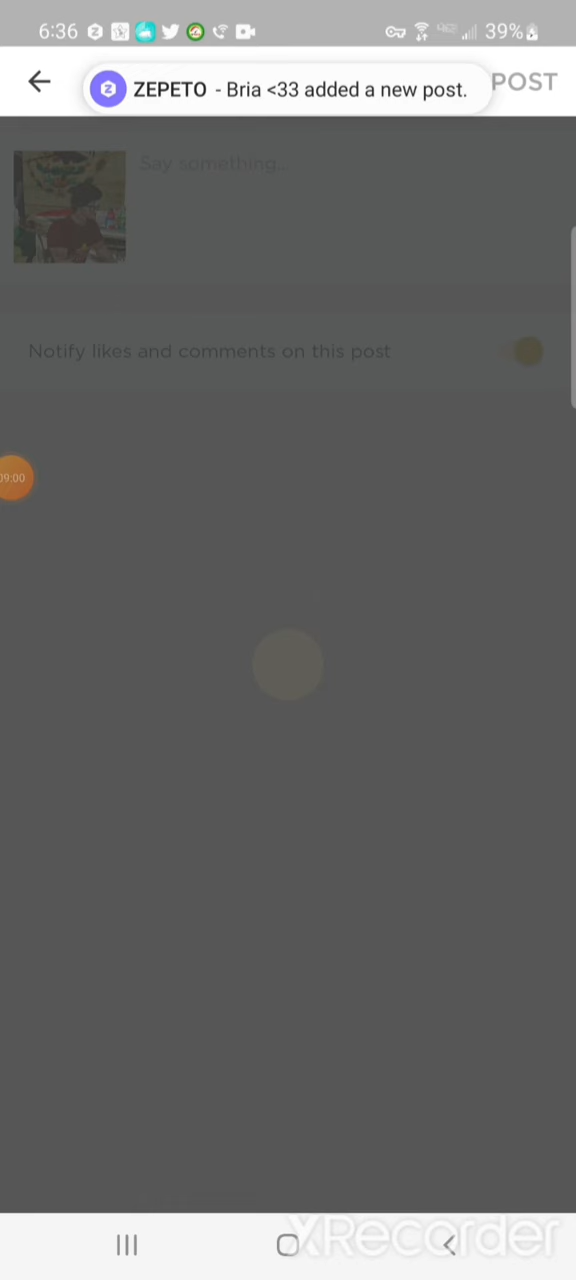 6:36 39%
ZEPETO - Bria <33 added a new post.
POST
Say something...
Notify likes and comments on this post
09:00
XRecorder